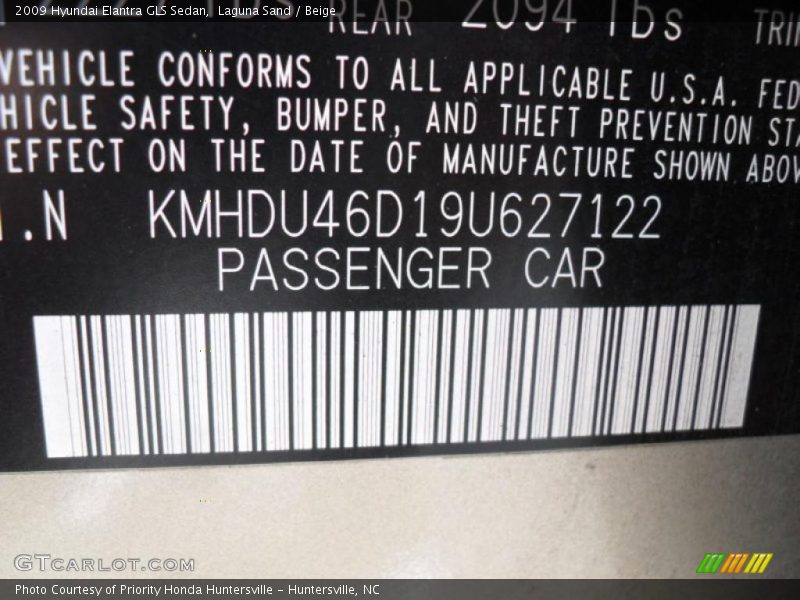 2009 Hyundai Elantra GLS Sedan, Laguna Sand / Beige
REAR 2094 lbs TRI
VEHICLE CONFORMS TO ALL APPLICABLE U.S.A. FED
HICLE SAFETY, BUMPER, AND THEFT PREVENTION STA
EFFECT ON THE DATE OF MANUFACTURE SHOWN ABOV
.N KMHDU46D19U627122
PASSENGER CAR
GTCARLOT.COM
Photo Courtesy of Priority Honda Huntersville - Huntersville, NC